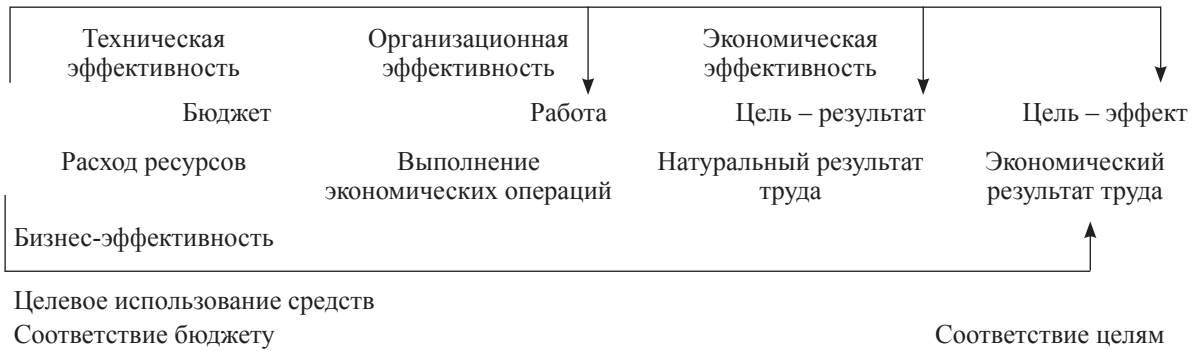 Техническая эффективность
Организационная эффективность
Экономическая эффективность
Бюджет
Работа
Цель – результат
Цель – эффект
Расход ресурсов
Выполнение экономических операций
Натуральный результат труда
Экономический результат труда
Бизнес-эффективность
Целевое использование средств
Соответствие бюджету
Соответствие целям